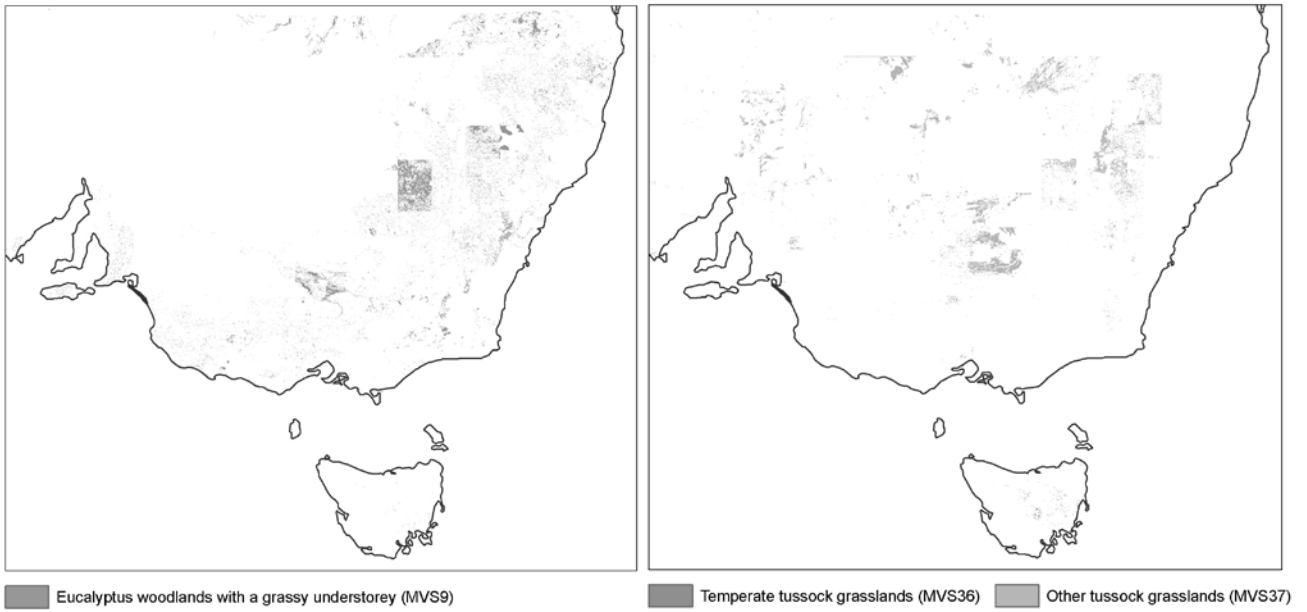 Eucalyptus woodlands with a grassy understorey (MVS9)
Temperate tussock grasslands (MVS36)
Other tussock grasslands (MVS37)